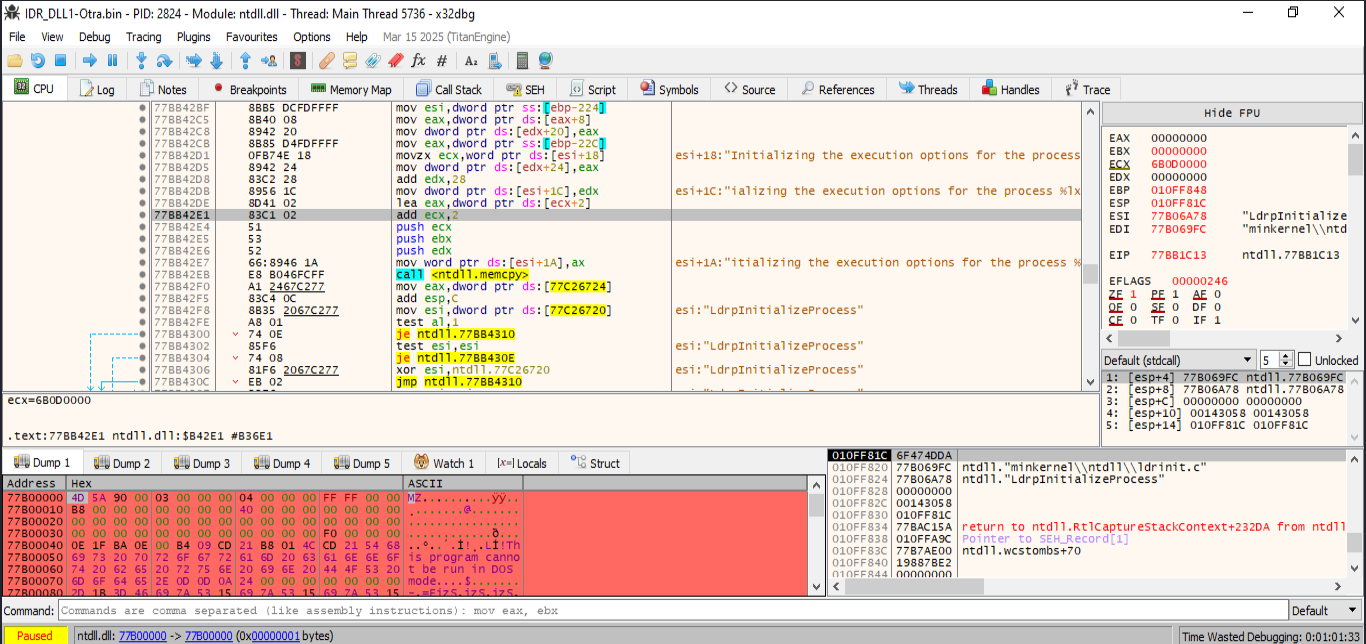 IDR_DLL1-Otra.bin - PID: 2824 - Module: ntdll.dll - Thread: Main Thread 5736 - x32dbg
File View Debug Tracing Plugins Favourites Options Help Mar 15 2025 (TitanEngine)
CPU Log Notes Breakpoints Memory Map Call Stack SEH Script Symbols Source References Threads Handles Trace
77BB42BF 8BB5 DCFDFFFF mov esi,dword ptr ss:[ebp-224]
77BB42C5 8B40 08 mov eax,dword ptr ds:[eax+8]
77BB42C8 8942 20 mov dword ptr ds:[edx+20],eax
77BB42CB 8B85 D4FDFFFF mov eax,dword ptr ss:[ebp-22C]
77BB42D1 0FB74E 18 movzx ecx,word ptr ds:[esi+18] esi+18:"Initializing the execution options for the process
77BB42D5 8942 24 mov dword ptr ds:[edx+24],eax
77BB42D8 83C2 28 add edx,28
77BB42DB 8956 1C mov dword ptr ds:[esi+1C],edx esi+1C:"ializing the execution options for the process %lx
77BB42DE 8D41 02 lea eax,dword ptr ds:[ecx+2]
77BB42E1 83C1 02 add ecx,2
77BB42E4 51 push ecx
77BB42E5 53 push ebx
77BB42E6 52 push edx
77BB42E7 66:8946 1A mov word ptr ds:[esi+1A],ax esi+1A:"itializing the execution options for the process %
77BB42EB E8 B046FCFF call <ntdll.memcpy>
77BB42F0 A1 2467C277 mov eax,dword ptr ds:[77C26724]
77BB42F5 83C4 0C add esp,C
77BB42F8 8B35 2067C277 mov esi,dword ptr ds:[77C26720] esi:"LdrpInitializeProcess"
77BB42FE A8 01 test al,1
77BB4300 74 0E je ntdll.77BB4310
77BB4302 85F6 test esi,esi esi:"LdrpInitializeProcess"
77BB4304 74 08 je ntdll.77BB430E
77BB4306 81F6 2067C277 xor esi,ntdll.77C26720 esi:"LdrpInitializeProcess"
77BB430C EB 02 jmp ntdll.77BB4310
Hide FPU
EAX 00000000
EBX 00000000
ECX 6B0D0000
EDX 00000000
EBP 010FF848
ESP 010FF81C
ESI 77B06A78 "LdrpInitialize
EDI 77B069FC "minkernel\\ntd
EIP 77BB1C13 ntdll.77BB1C13
EFLAGS 00000246
ZF 1 PF 1 AF 0
OF 0 SF 0 DF 0
CF 0 TF 0 IF 1
Default (stdcall) 5 Unlocked
1: [esp+4] 77B069FC ntdll.77B069FC
2: [esp+8] 77B06A78 ntdll.77B06A78
3: [esp+C] 00000000 00000000
4: [esp+10] 00143058 00143058
5: [esp+14] 010FF81C 010FF81C
ecx=6B0D0000
.text:77BB42E1 ntdll.dll:$B42E1 #B36E1
Dump 1 Dump 2 Dump 3 Dump 4 Dump 5 Watch 1 [x=] Locals Struct
Address Hex ASCII
77B00000 4D 5A 90 00 03 00 00 00 04 00 00 00 FF FF 00 00 MZ..........ÿÿ..
77B00010 B8 00 00 00 00 00 00 00 40 00 00 00 00 00 00 00 ¸.......@.......
77B00020 00 00 00 00 00 00 00 00 00 00 00 00 00 00 00 00 ................
77B00030 00 00 00 00 00 00 00 00 00 00 00 00 F0 00 00 00 ............ð...
77B00040 0E 1F BA 0E 00 B4 09 CD 21 B8 01 4C CD 21 54 68 ..º..´.Í!¸.LÍ!Th
77B00050 69 73 20 70 72 6F 67 72 61 6D 20 63 61 6E 6E 6F is program canno
77B00060 74 20 62 65 20 72 75 6E 20 69 6E 20 44 4F 53 20 t be run in DOS
77B00070 6D 6F 64 65 2E 0D 0D 0A 24 00 00 00 00 00 00 00 mode....$.......
77B00080 2D 1B 3D 46 69 7A 53 15 69 7A 53 15 69 7A 53 15 -.=FizS.izS.izS.
010FF81C 6F474DDA
010FF820 77B069FC ntdll."minkernel\\ntdll\\ldrinit.c"
010FF824 77B06A78 ntdll."LdrpInitializeProcess"
010FF828 00000000
010FF82C 00143058
010FF830 010FF81C
010FF834 77BAC15A return to ntdll.RtlCaptureStackContext+232DA from ntdll
010FF838 010FFA9C Pointer to SEH_Record[1]
010FF83C 77B7AE00 ntdll.wcstombs+70
010FF840 19887BE2
010FF844 00000000
Command: Commands are comma separated (like assembly instructions): mov eax, ebx Default
Paused ntdll.dll: 77B00000 -> 77B00000 (0x00000001 bytes) Time Wasted Debugging: 0:01:01:33